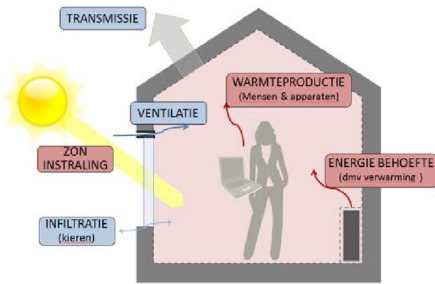 TRANSMISSIE
WARMTEPRODUCTIE
(Mensen & apparaten)
VENTILATIE
ZON
INSTRALING
ENERGIE BEHOEFTE
(dmv verwarming )
INFILTRATIE
(kieren)